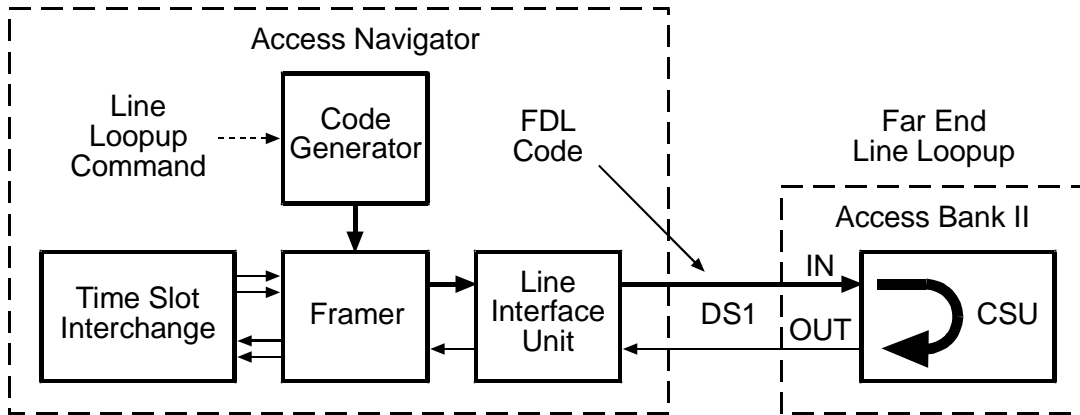 Access Navigator
Line
Loopup
Command
Code
Generator
FDL
Code
Far End
Line Loopup
Access Bank II
Time Slot
Interchange
Framer
Line
Interface
Unit
DS1
IN
OUT
CSU